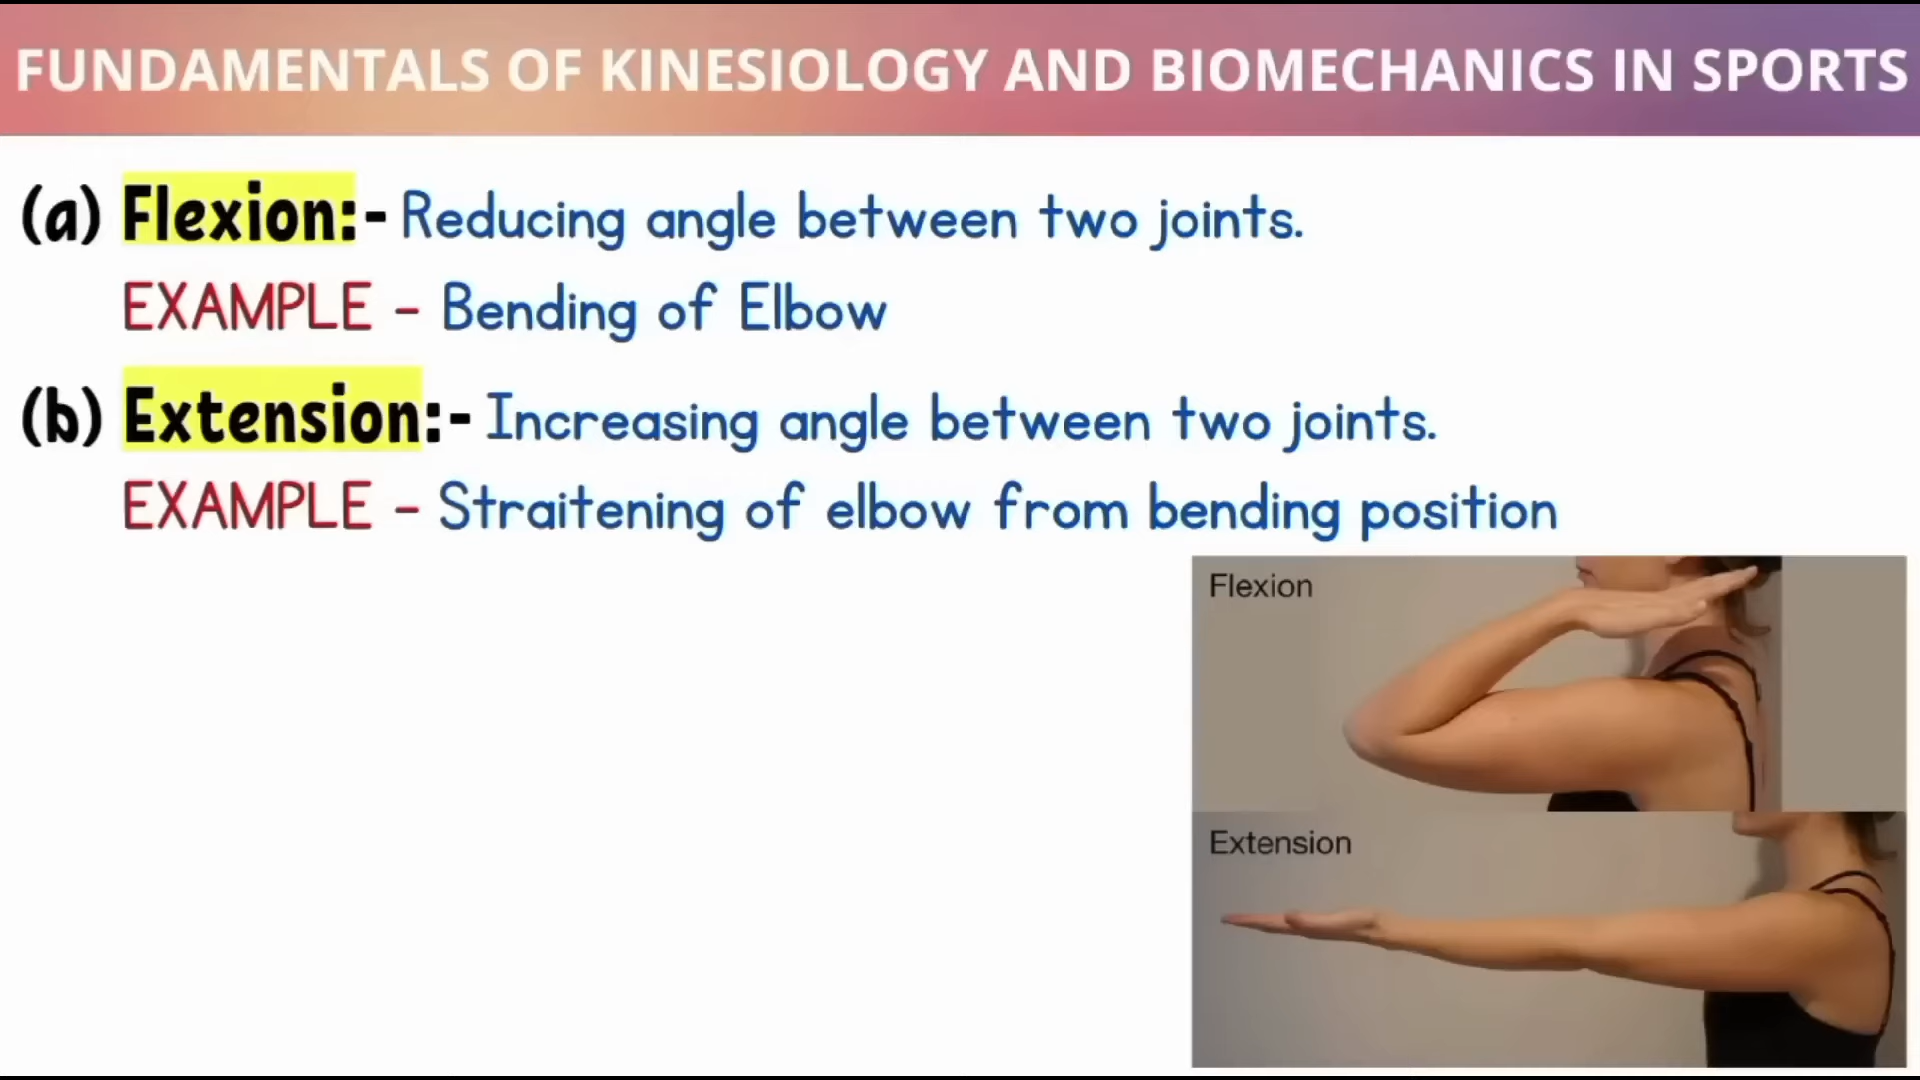 FUNDAMENTALS OF KINESIOLOGY AND BIOMECHANICS IN SPORTS
(a) Flexion:- Reducing angle between two joints.
EXAMPLE - Bending of Elbow
(b) Extension:- Increasing angle between two joints.
EXAMPLE - Straitening of elbow from bending position
Flexion
Extension